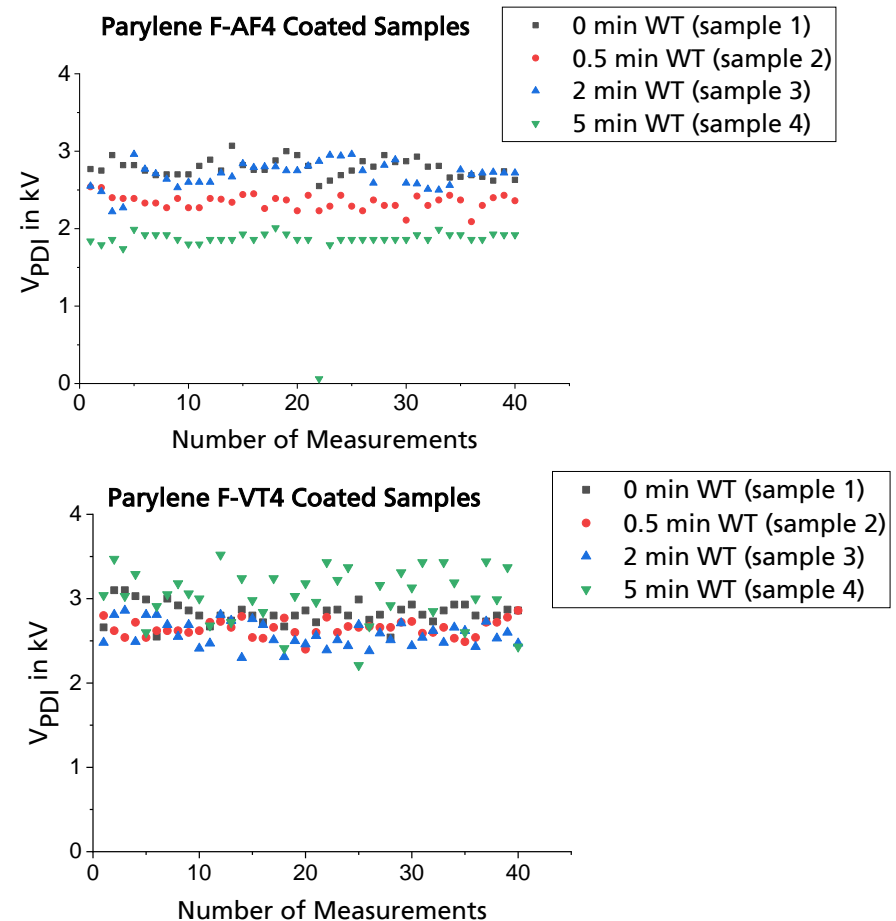 Parylene F-AF4 Coated Samples
0 min WT (sample 1)
0.5 min WT (sample 2)
2 min WT (sample 3)
5 min WT (sample 4)
4
3
2
1
0
V_PDI in kV
0 10 20 30 40
Number of Measurements
Parylene F-VT4 Coated Samples
0 min WT (sample 1)
0.5 min WT (sample 2)
2 min WT (sample 3)
5 min WT (sample 4)
4
3
2
1
0
V_PDI in kV
0 10 20 30 40
Number of Measurements